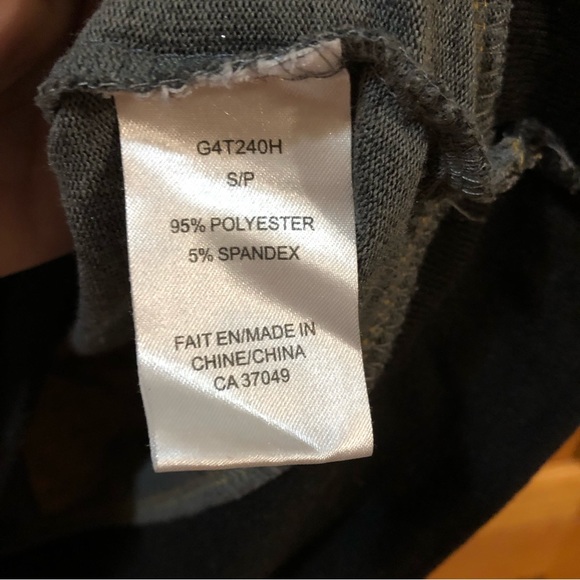 G4T240H
S/P
95% POLYESTER
5% SPANDEX
FAIT EN/MADE IN
CHINE/CHINA
CA 37049